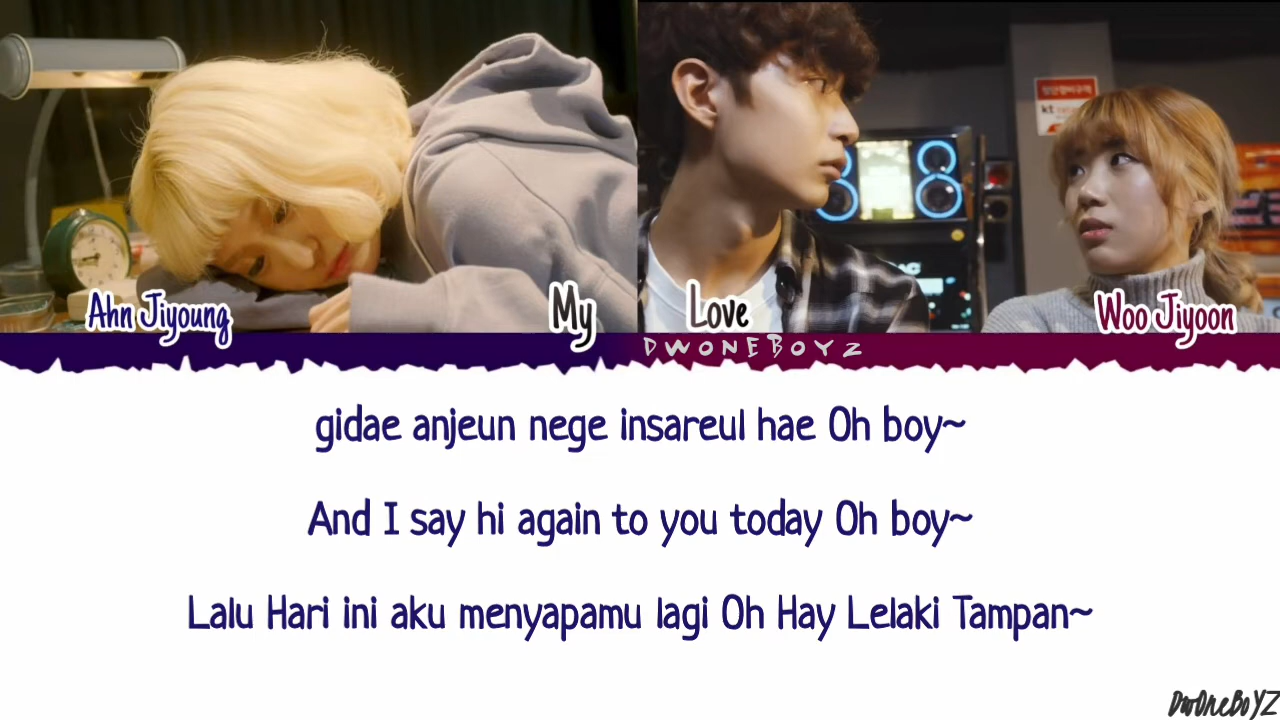 kt
Ahn Jiyoung
My Love
Woo Jiyoon
DWONEBOYZ
gidae anjeun nege insareul hae Oh boy~
And I say hi again to you today Oh boy~
Lalu Hari ini aku menyapamu lagi Oh Hay Lelaki Tampan~
DwOneBoYZ